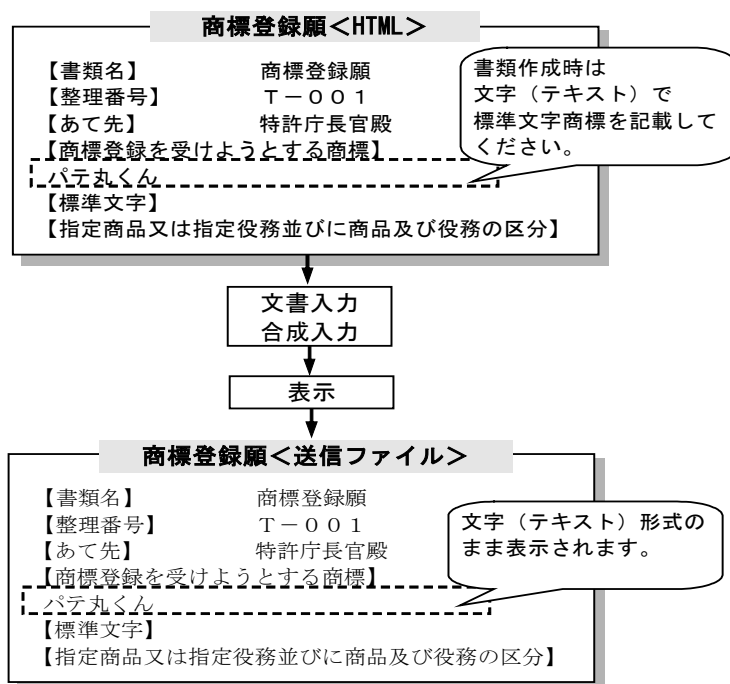 商標登録願<HTML>
【書類名】 商標登録願
【整理番号】 T-001
【あて先】 特許庁長官殿
【商標登録を受けようとする商標】
パテ丸くん
【標準文字】
【指定商品又は指定役務並びに商品及び役務の区分】
書類作成時は
文字（テキスト）で
標準文字商標を記載して
ください。
文書入力
合成入力
表示
商標登録願<送信ファイル>
【書類名】 商標登録願
【整理番号】 T-001
【あて先】 特許庁長官殿
【商標登録を受けようとする商標】
パテ丸くん
【標準文字】
【指定商品又は指定役務並びに商品及び役務の区分】
文字（テキスト）形式の
まま表示されます。